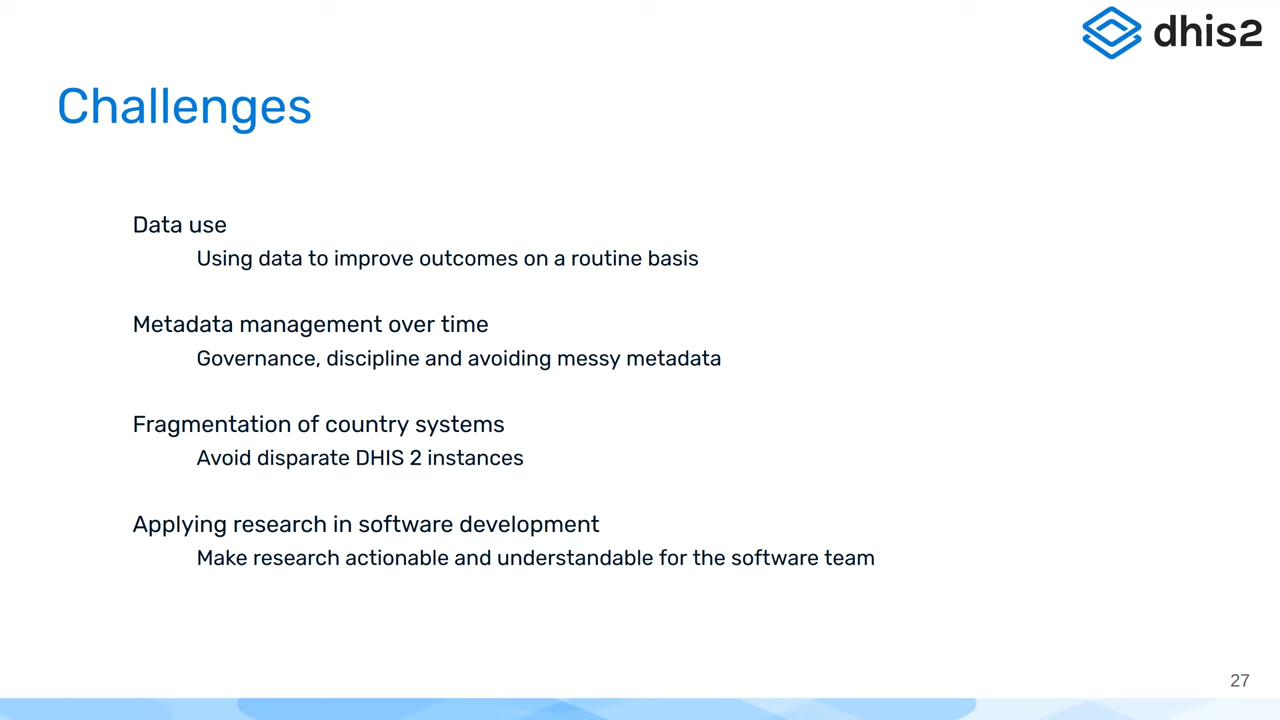 dhis2
Challenges
Data use
Using data to improve outcomes on a routine basis
Metadata management over time
Governance, discipline and avoiding messy metadata
Fragmentation of country systems
Avoid disparate DHIS 2 instances
Applying research in software development
Make research actionable and understandable for the software team
27